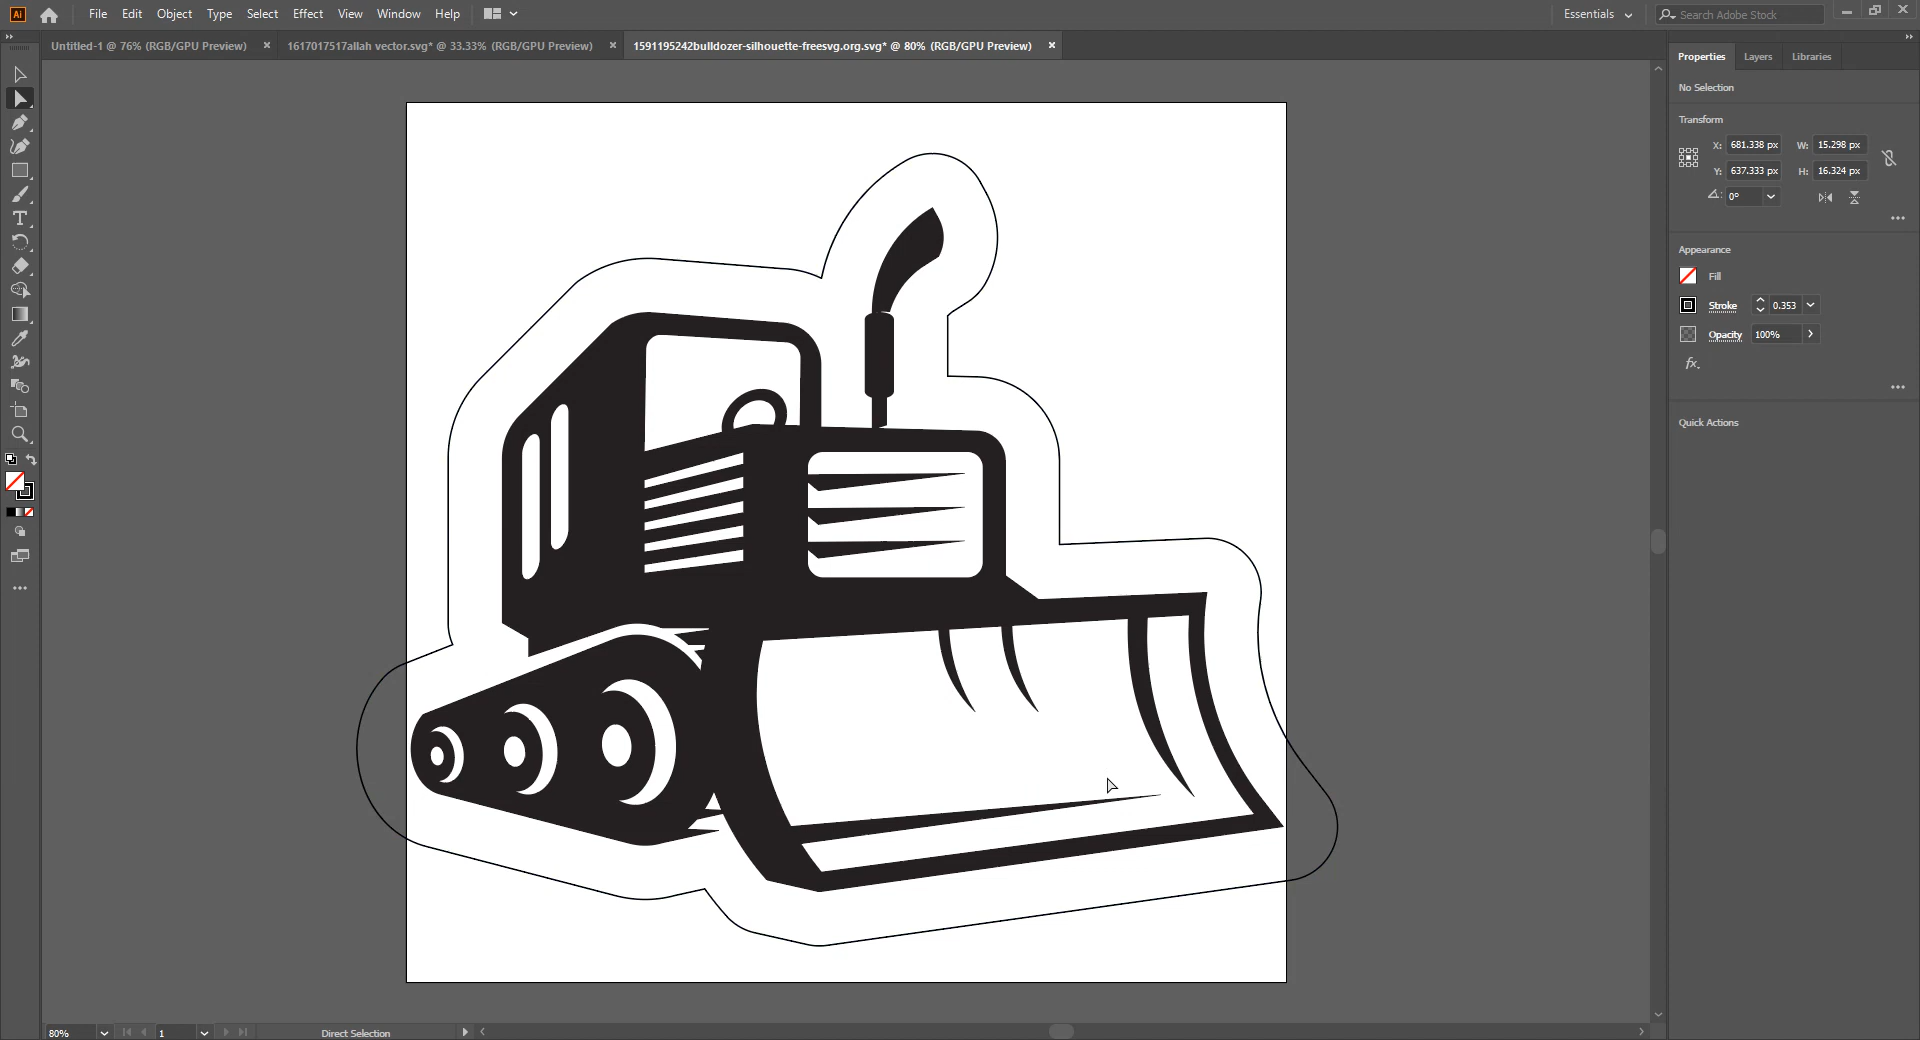 Ai File Edit Object Type Select Effect View Window Help Essentials Search Adobe Stock
Untitled-1 @ 76% (RGB/GPU Preview) × 1617017517allah vector.svg* @ 33.33% (RGB/GPU Preview) × 1591195242bulldozer-silhouette-freesvg.org.svg* @ 80% (RGB/GPU Preview) ×
Properties Layers Libraries
No Selection
Transform
X: 681.338 px W: 15.298 px
Y: 637.333 px H: 16.324 px
0°
Appearance
Fill
Stroke 0.353
Opacity 100%
fx.
Quick Actions
80% 1 Direct Selection